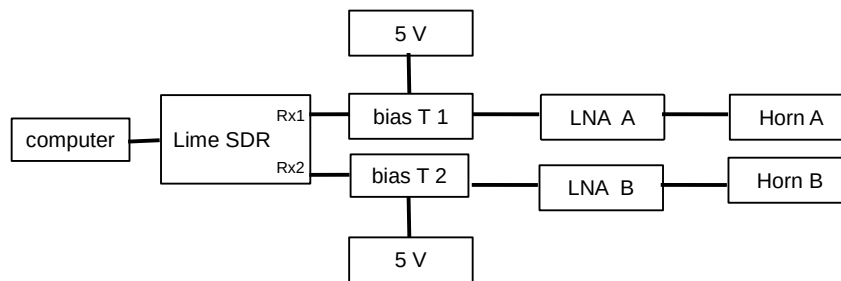 5 V
Rx1
bias T 1
LNA A
Horn A
computer
Lime SDR
Rx2
bias T 2
LNA B
Horn B
5 V